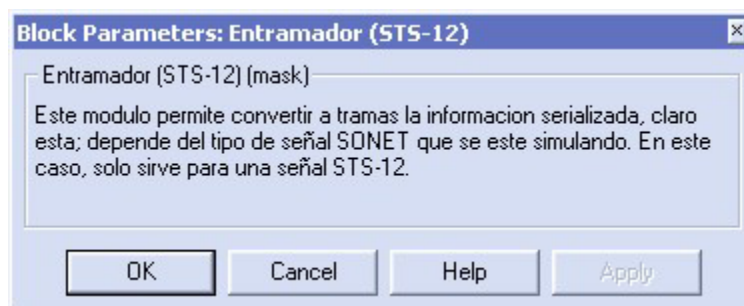 Block Parameters: Entramador (STS-12)
Entramador (STS-12) (mask)
Este modulo permite convertir a tramas la informacion serializada, claro
esta; depende del tipo de señal SONET que se este simulando. En este
caso, solo sirve para una señal STS-12.
OK Cancel Help Apply